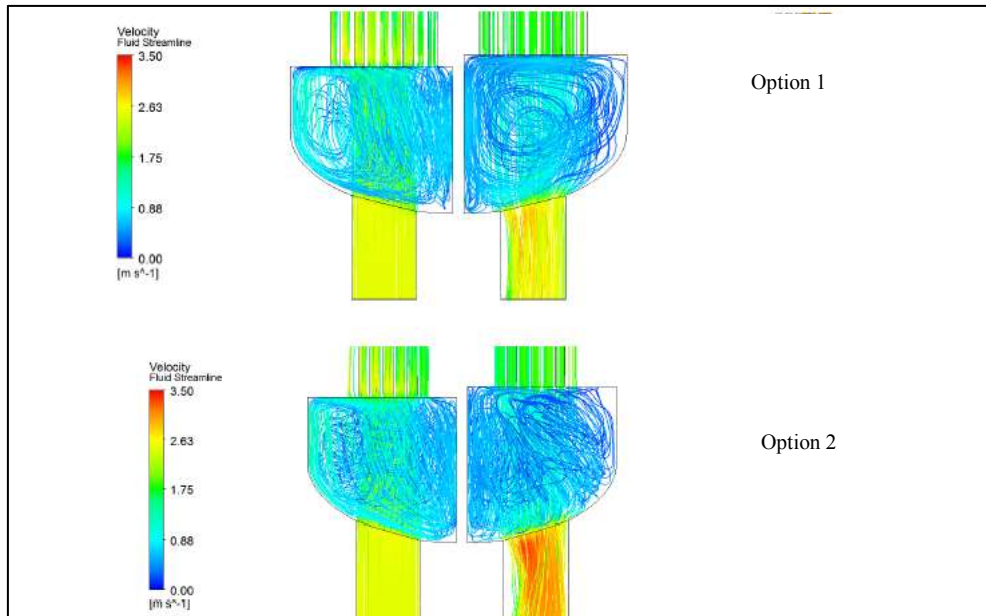 Velocity
Fluid Streamline
3.50
2.63
1.75
0.88
0.00
[m s^-1]
Option 1
Velocity
Fluid Streamline
3.50
2.63
1.75
0.88
0.00
[m s^-1]
Option 2